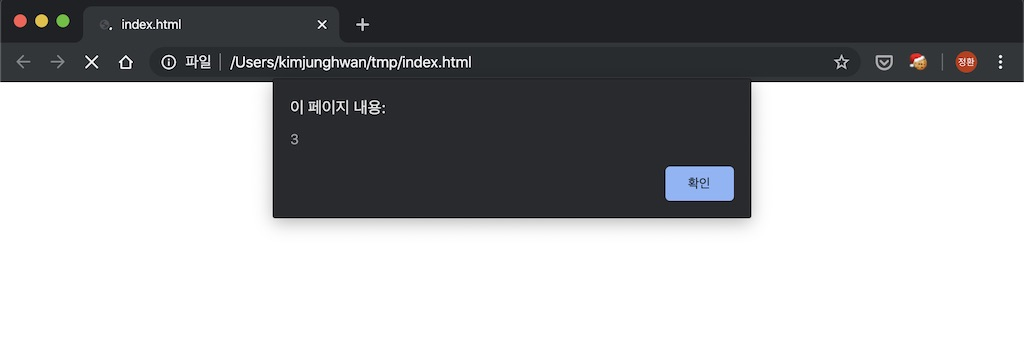 index.html
파일 /Users/kimjunghwan/tmp/index.html
정환
이 페이지 내용:
3
확인